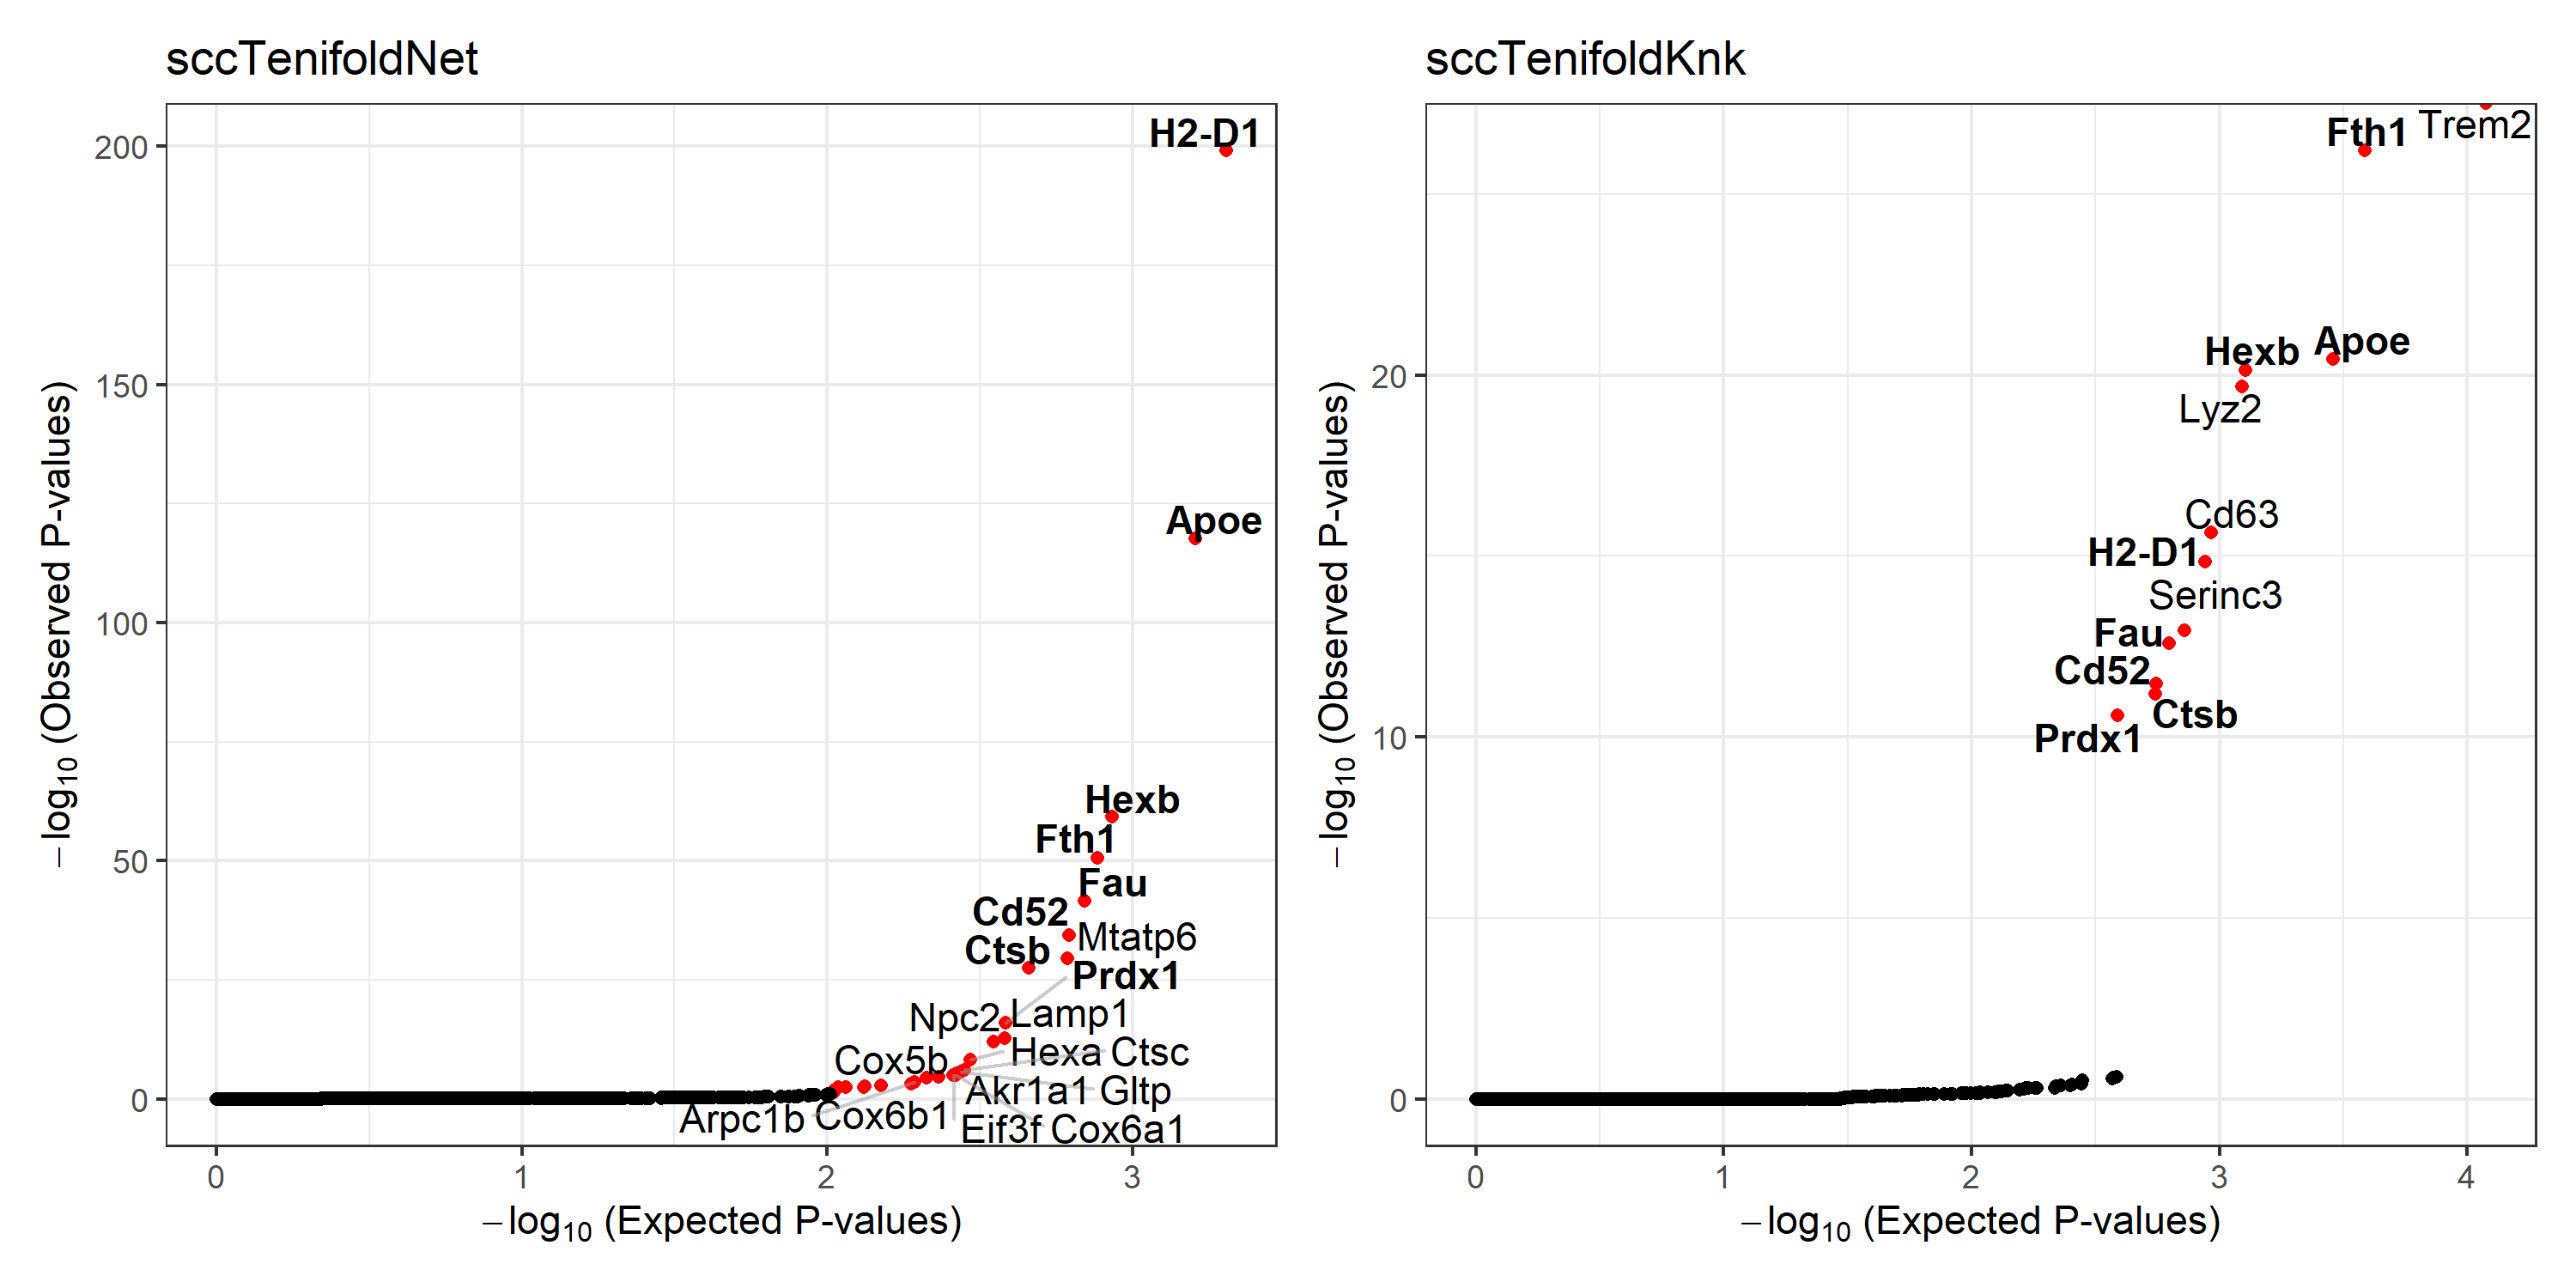 sccTenifoldNet
200
150
100
50
0
0
1
2
3
−log10 (Observed P-values)
−log10 (Expected P-values)
H2-D1
Apoe
Hexb
Fth1
Fau
Cd52
Mtatp6
Ctsb
Prdx1
Npc2 Lamp1
Cox5b Hexa Ctsc
Akr1a1 Gltp
Arpc1b Cox6b1
Eif3f Cox6a1
sccTenifoldKnk
20
10
0
0
1
2
3
4
−log10 (Observed P-values)
−log10 (Expected P-values)
Trem2
Fth1
Apoe
Hexb
Lyz2
Cd63
H2-D1
Serinc3
Fau
Cd52
Ctsb
Prdx1